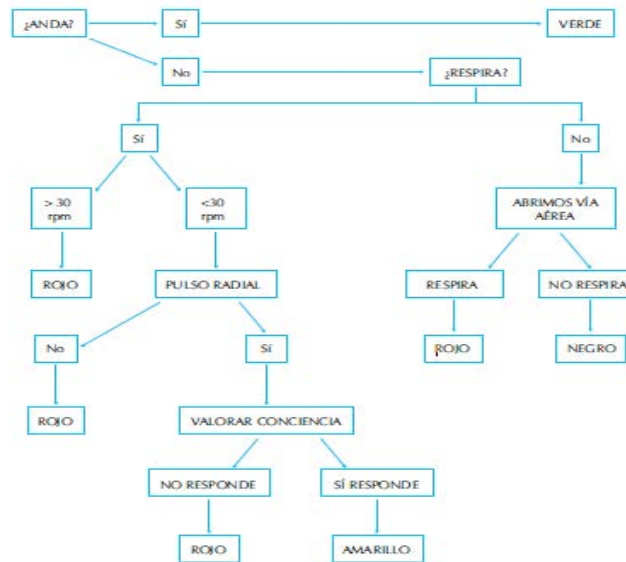 ¿ANDA?
Sí
VERDE
No
¿RESPIRA?
Sí
No
> 30
rpm
<30
rpm
ABRIMOS VÍA
AÉREA
ROJO
PULSO RADIAL
RESPIRA
NO RESPIRA
No
Sí
ROJO
NEGRO
ROJO
VALORAR CONCIENCIA
NO RESPONDE
SÍ RESPONDE
ROJO
AMARILLO